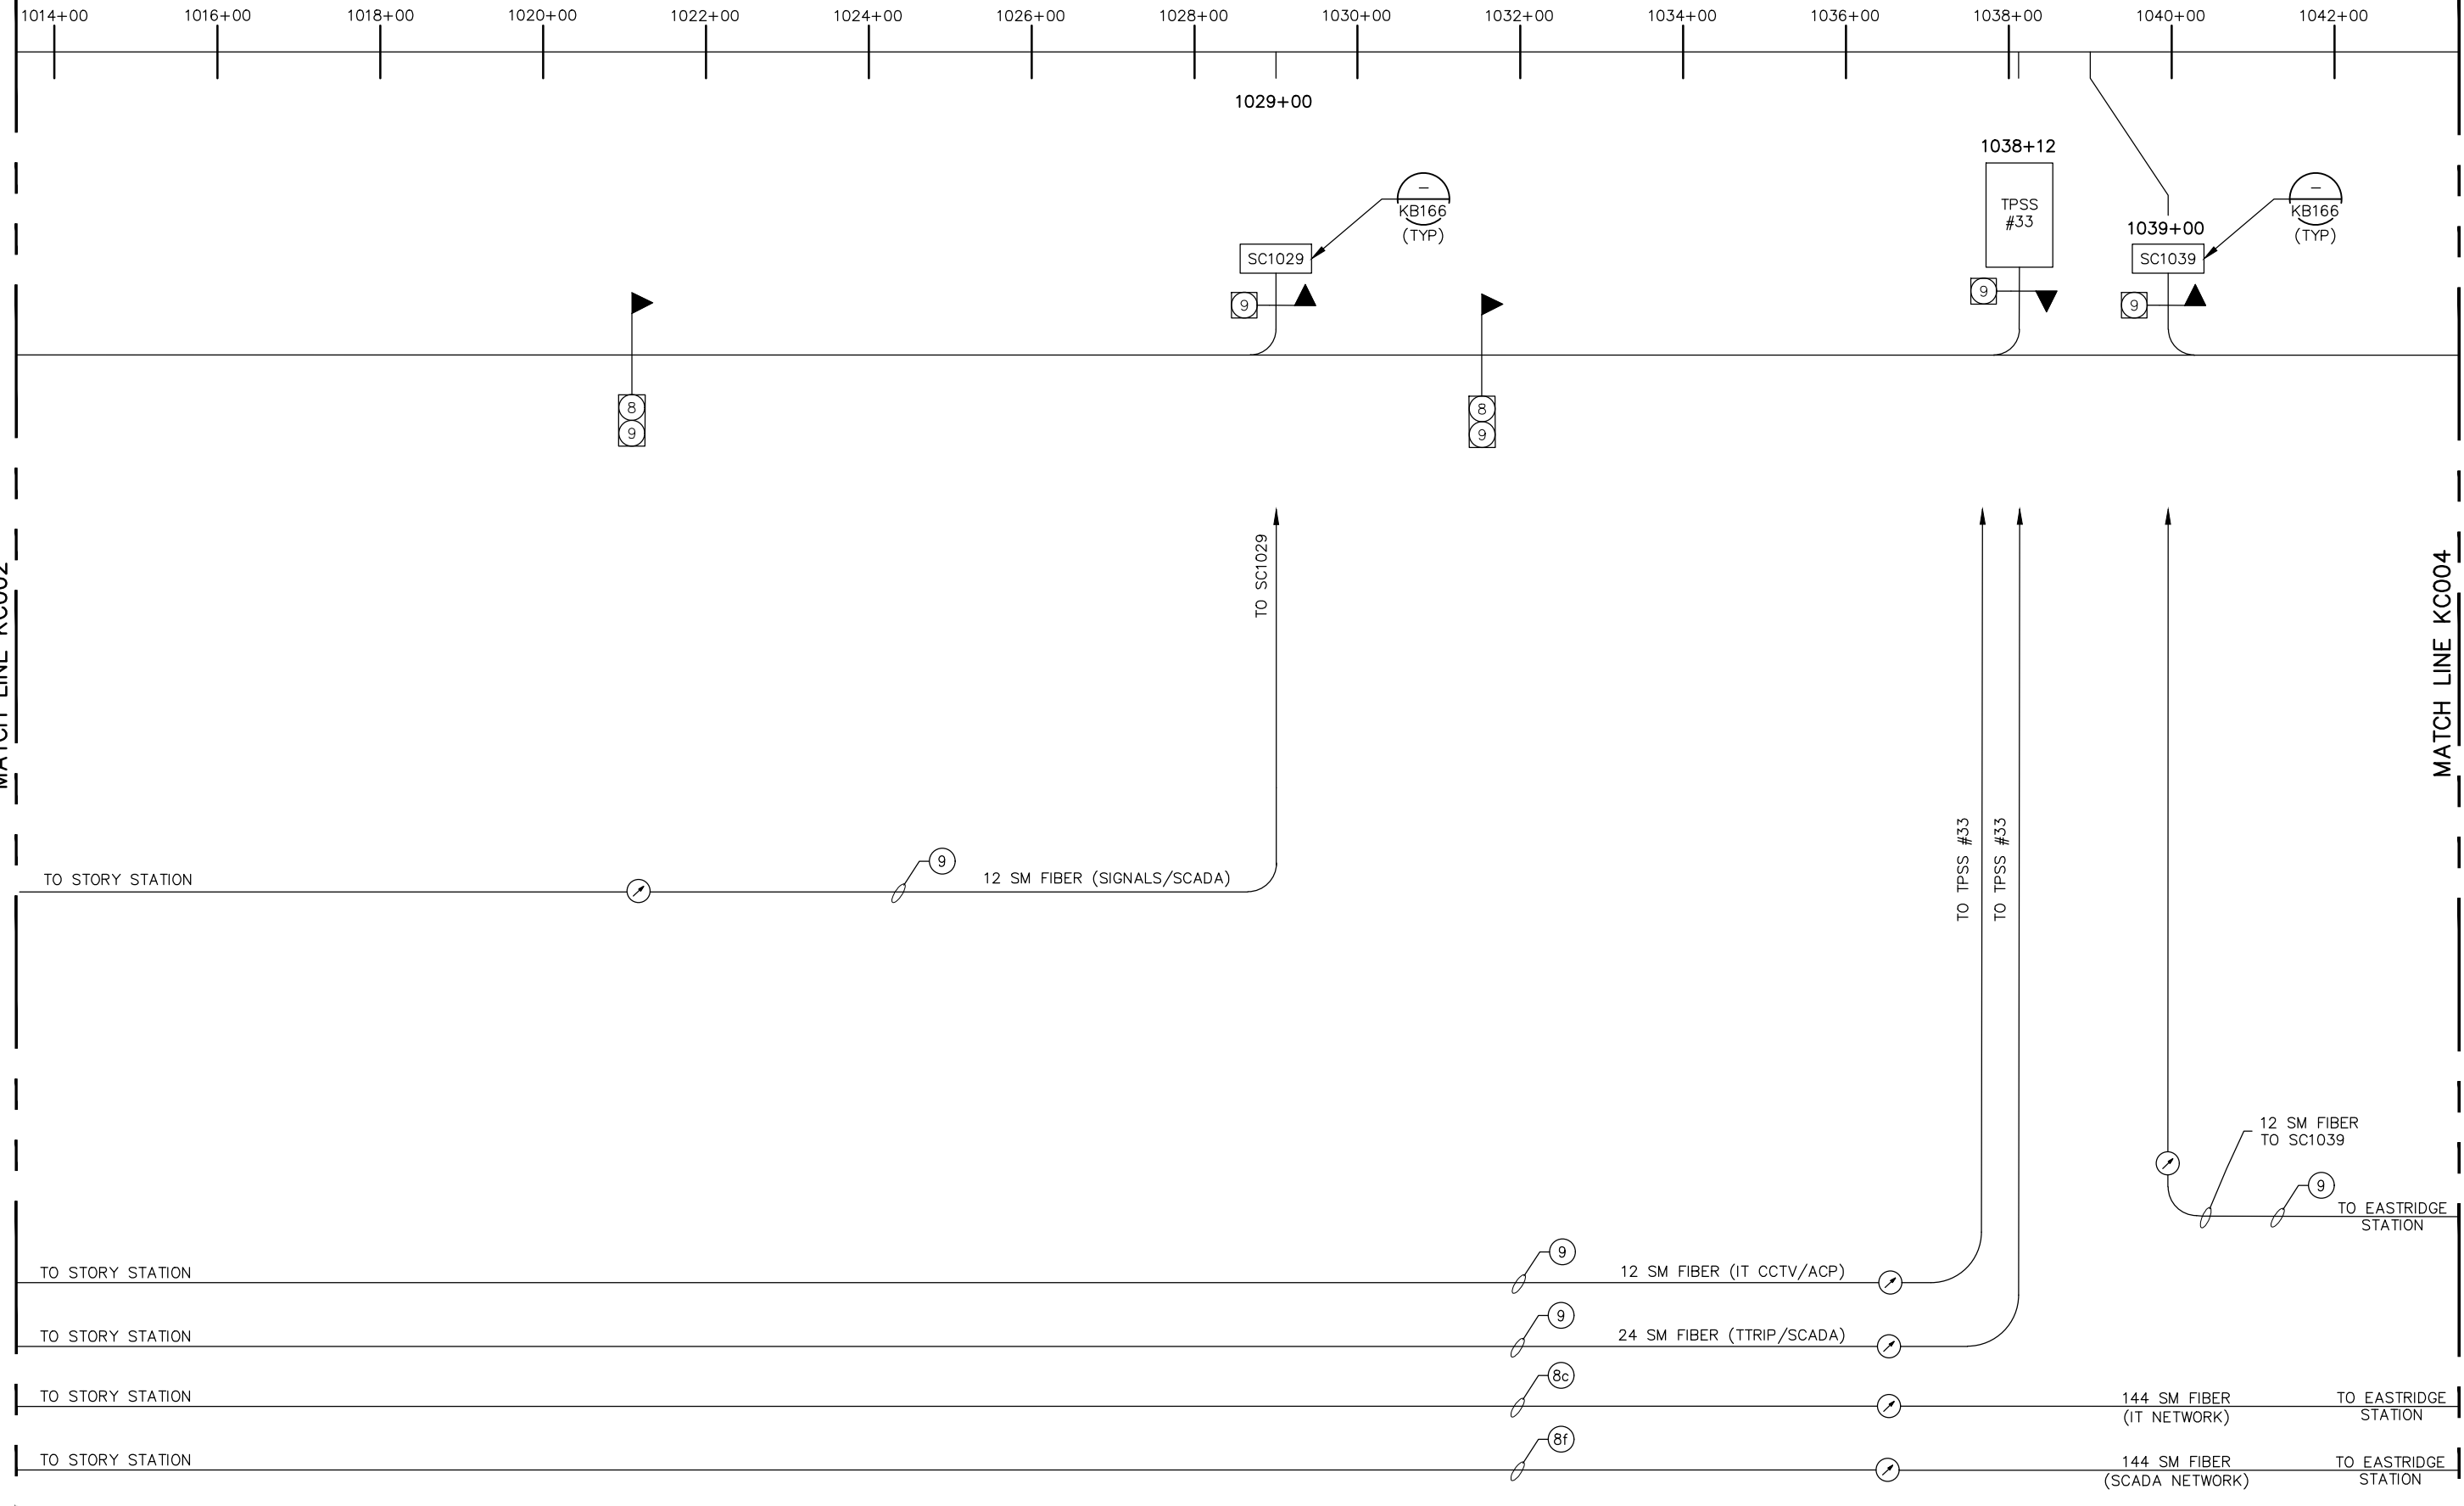 1014+00 1016+00 1018+00 1020+00 1022+00 1024+00 1026+00 1028+00 1030+00 1032+00 1034+00 1036+00 1038+00 1040+00 1042+00
1029+00
1038+12
TPSS
#33
1039+00
–
KB166
(TYP)
–
KB166
(TYP)
SC1029
SC1039
9
9
9
8
9
8
9
MATCH LINE KC002
MATCH LINE KC004
TO SC1029
TO TPSS #33
TO TPSS #33
TO STORY STATION
9
12 SM FIBER (SIGNALS/SCADA)
12 SM FIBER
TO SC1039
9
TO EASTRIDGE
STATION
TO STORY STATION
9
12 SM FIBER (IT CCTV/ACP)
TO STORY STATION
9
24 SM FIBER (TTRIP/SCADA)
TO STORY STATION
8c
144 SM FIBER
(IT NETWORK)
TO EASTRIDGE
STATION
TO STORY STATION
8f
144 SM FIBER
(SCADA NETWORK)
TO EASTRIDGE
STATION